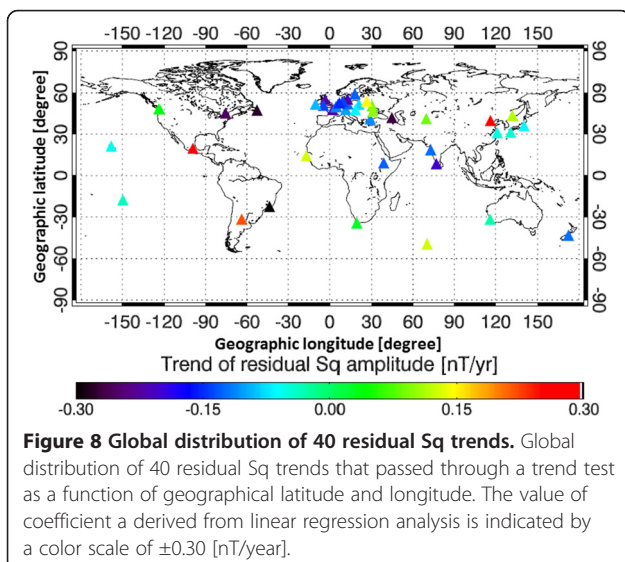 -150 -120 -90 -60 -30 0 30 60 90 120 150
90 90
60 60
30 30
0 0
-30 -30
-60 -60
-90 -90
Geographic latitude [degree]
-150 -120 -90 -60 -30 0 30 60 90 120 150
Geographic longitude [degree]
Trend of residual Sq amplitude [nT/yr]
-0.30 -0.15 0.00 0.15 0.30
Figure 8 Global distribution of 40 residual Sq trends. Global
distribution of 40 residual Sq trends that passed through a trend test
as a function of geographical latitude and longitude. The value of
coefficient a derived from linear regression analysis is indicated by
a color scale of ±0.30 [nT/year].